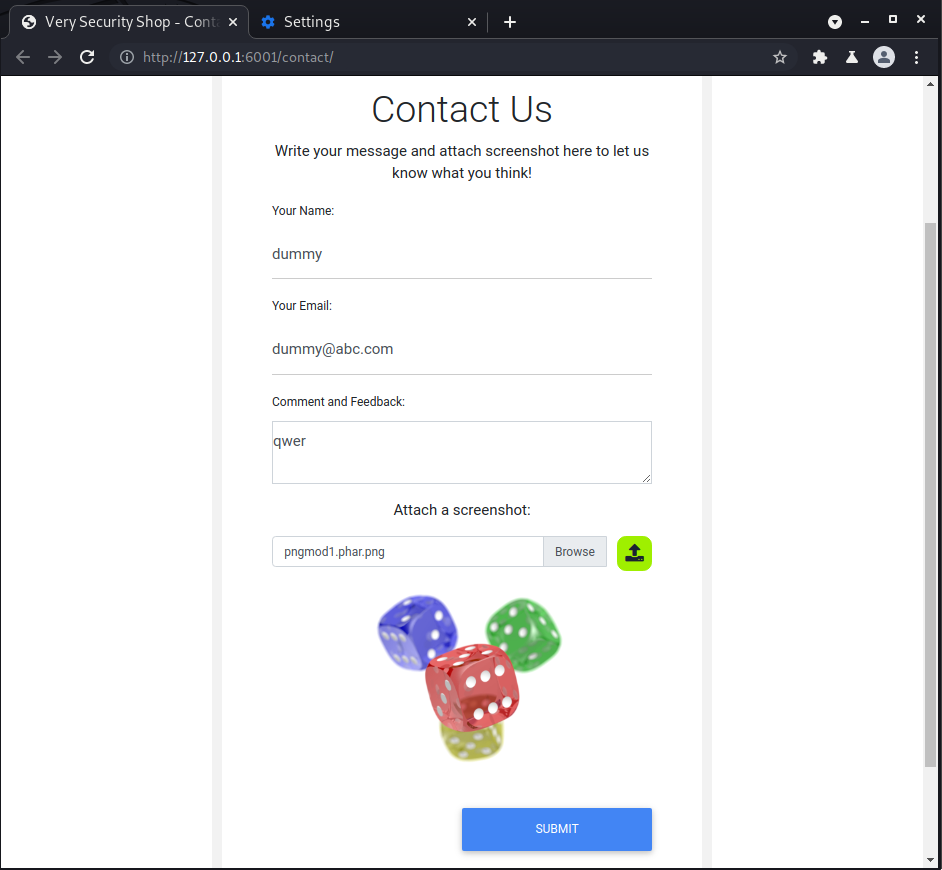 Very Security Shop - Conta
Settings
http://127.0.0.1:6001/contact/
Contact Us
Write your message and attach screenshot here to let us
know what you think!
Your Name:
dummy
Your Email:
dummy@abc.com
Comment and Feedback:
qwer
Attach a screenshot:
pngmod1.phar.png
Browse
SUBMIT